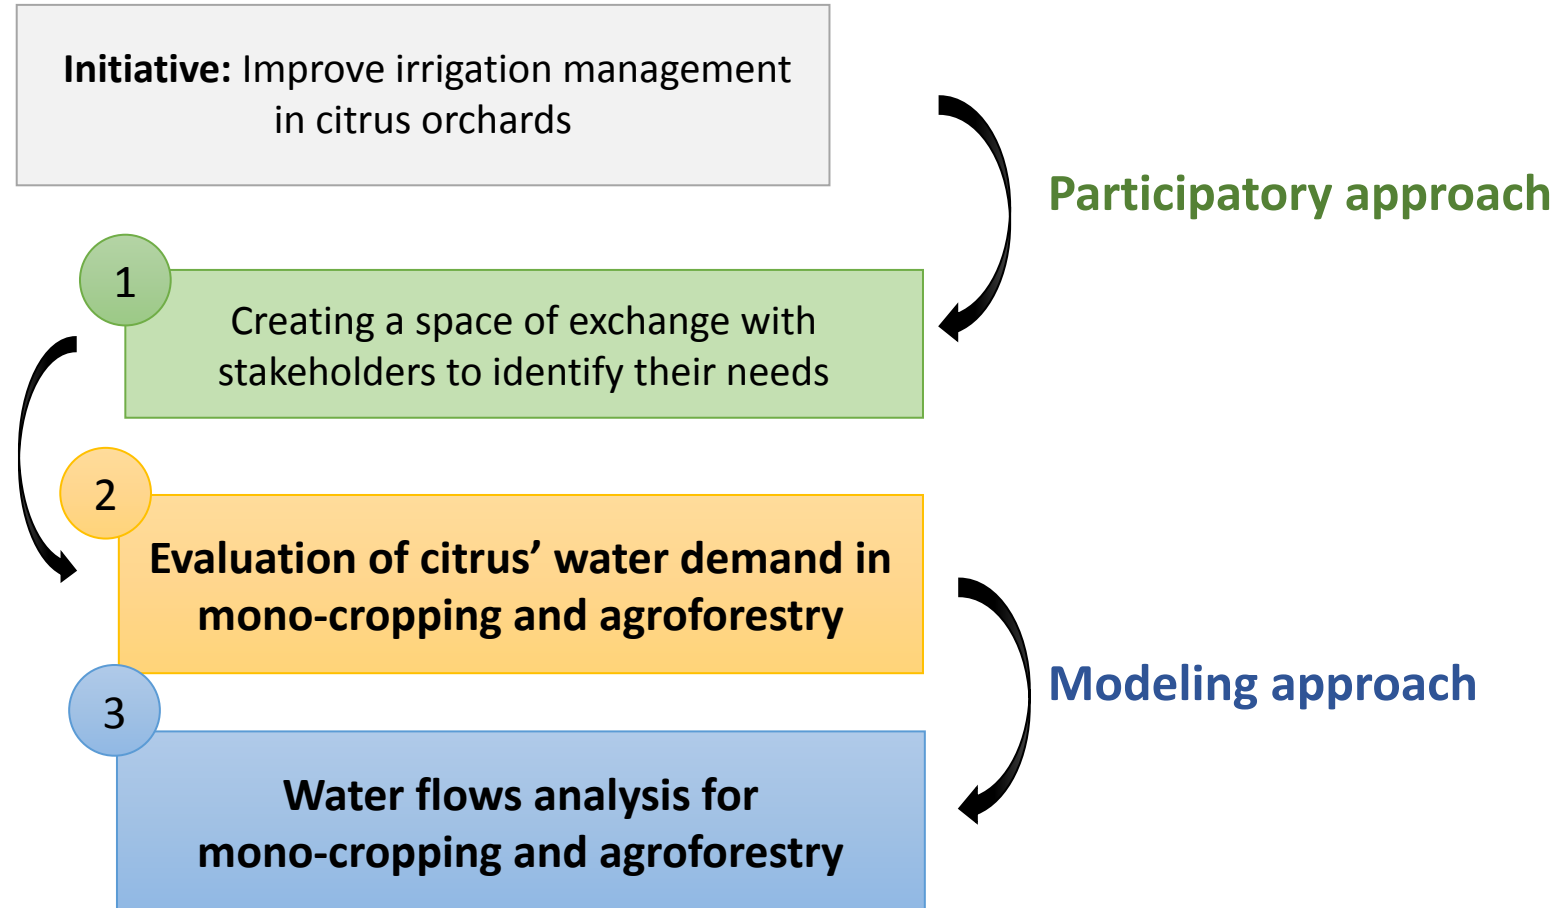 Initiative: Improve irrigation management
in citrus orchards
Participatory approach
1
Creating a space of exchange with
stakeholders to identify their needs
2
Evaluation of citrus’ water demand in
mono-cropping and agroforestry
Modeling approach
3
Water flows analysis for
mono-cropping and agroforestry